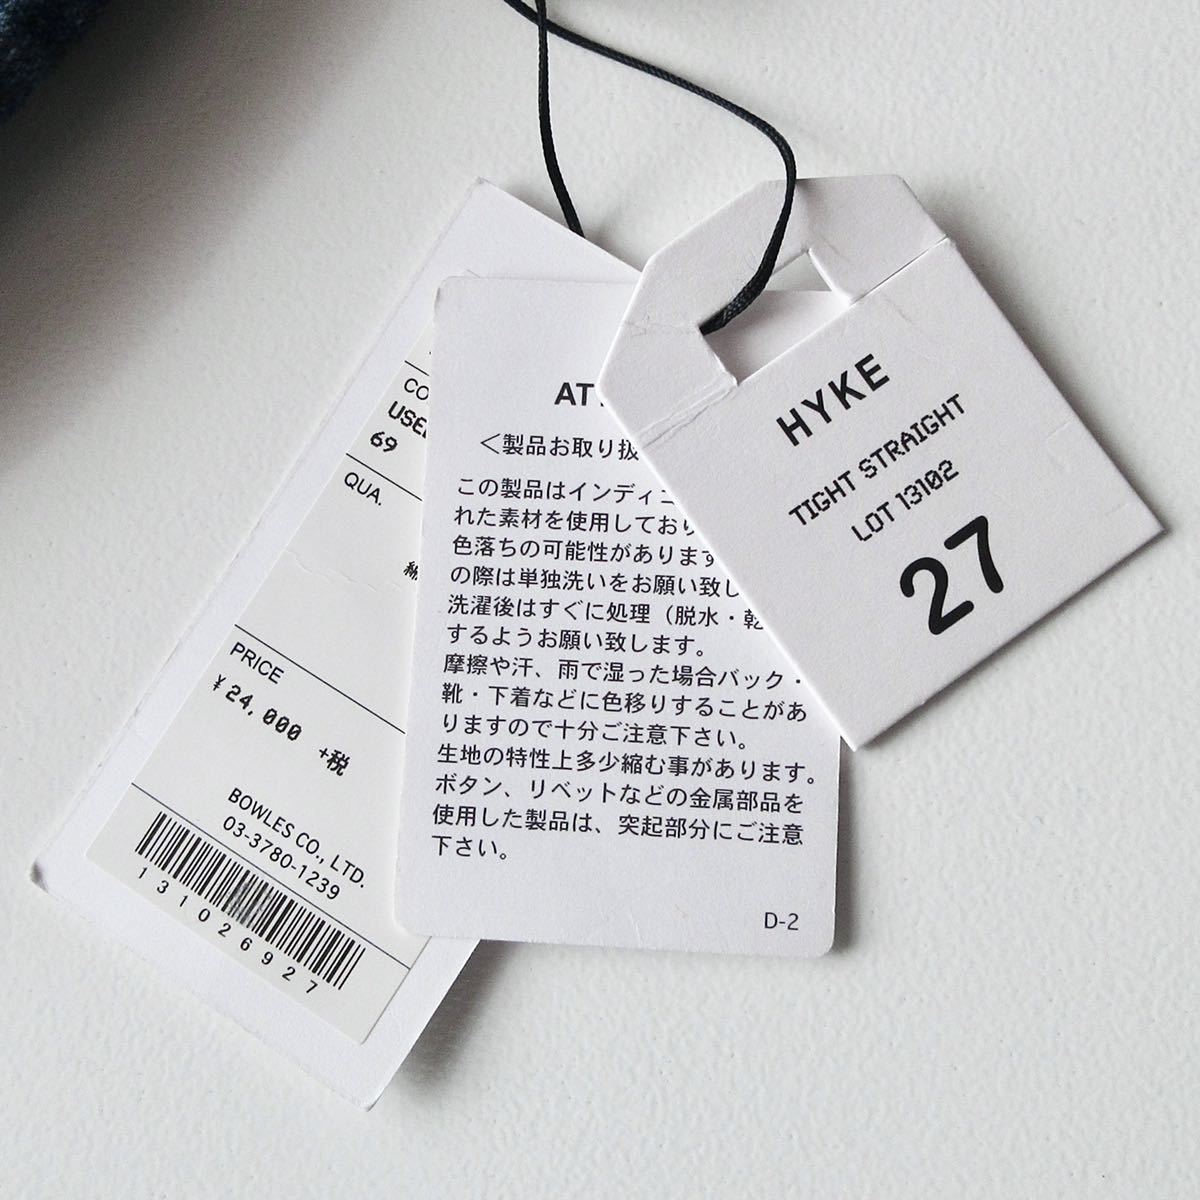 HYKE
TIGHT STRAIGHT
LOT 13102
27
<製品お取り扱
この製品はインディ
れた素材を使用しており
色落ちの可能性があります
の際は単独洗いをお願い致し
洗濯後はすぐに処理(脱水・乾
するようお願い致します。
摩擦や汗、雨で湿った場合バック・
靴・下着などに色移りすることがあ
りますので十分ご注意下さい。
生地の特性上多少縮む事があります。
ボタン、リベットなどの金属部品を
使用した製品は、突起部分にご注意
下さい。
D-2
69
QUA.
PRICE
¥24,000 +税
BOWLES CO., LTD.
03-3780-1239
131026927